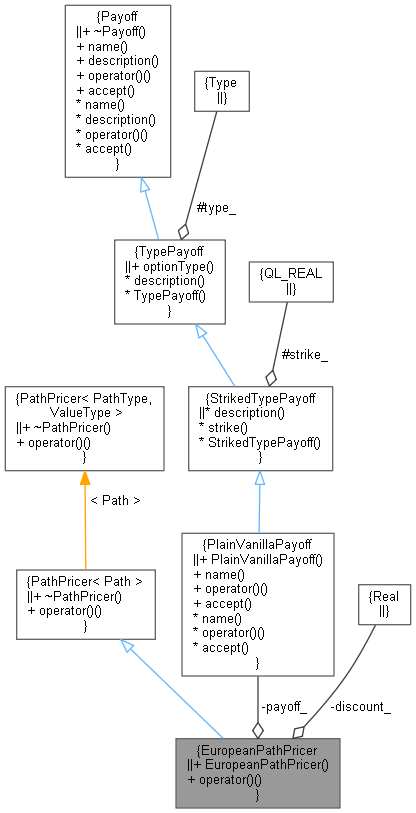 {Payoff
||+ ~Payoff()
+ name()
+ description()
+ operator()()
+ accept()
* name()
* description()
* operator()()
* accept()
}
{Type
||}
#type_
{TypePayoff
||+ optionType()
* description()
* TypePayoff()
}
{QL_REAL
||}
#strike_
{PathPricer< PathType,
ValueType >
||+ ~PathPricer()
+ operator()()
}
{StrikedTypePayoff
||* description()
* strike()
* StrikedTypePayoff()
}
< Path >
{PlainVanillaPayoff
||+ PlainVanillaPayoff()
+ name()
+ operator()()
+ accept()
* name()
* operator()()
* accept()
}
{PathPricer< Path >
||+ ~PathPricer()
+ operator()()
}
{Real
||}
-payoff_
-discount_
{EuropeanPathPricer
||+ EuropeanPathPricer()
+ operator()()
}